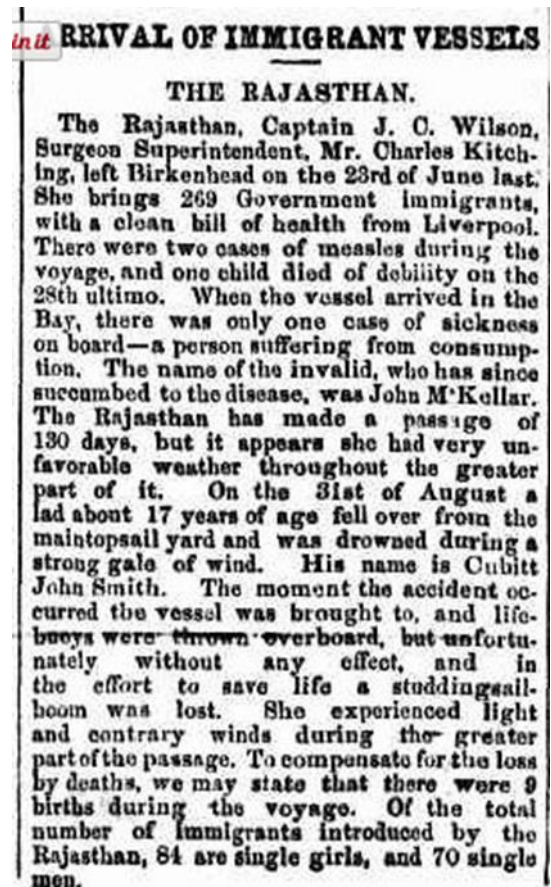 in it
RRIVAL OF IMMIGRANT VESSELS
THE RAJASTHAN.
The Rajasthan, Captain J. C. Wilson,
Surgeon Superintendent, Mr. Charles Kitch-
ing, left Birkenhead on the 23rd of June last.
She brings 269 Government immigrants,
with a clean bill of health from Liverpool.
There were two cases of measles during the
voyage, and one child died of debility on the
28th ultimo. When the vessel arrived in the
Bay, there was only one case of sickness
on board—a person suffering from consump-
tion. The name of the invalid, who has since
succumbed to the disease, was John M'Kellar.
The Rajasthan has made a passage of
130 days, but it appears she had very un-
favorable weather throughout the greater
part of it. On the 31st of August a
lad about 17 years of age fell over from the
maintopsail yard and was drowned during a
strong gale of wind. His name is Cubitt
John Smith. The moment the accident oc-
curred the vessel was brought to, and life-
buoys were thrown overboard, but unfortu-
nately without any effect, and in
the effort to save life a studdingsail-
boom was lost. She experienced light
and contrary winds during the greater
part of the passage. To compensate for the loss
by deaths, we may state that there were 9
births during the voyage. Of the total
number of immigrants introduced by the
Rajasthan, 84 are single girls, and 70 single
men.